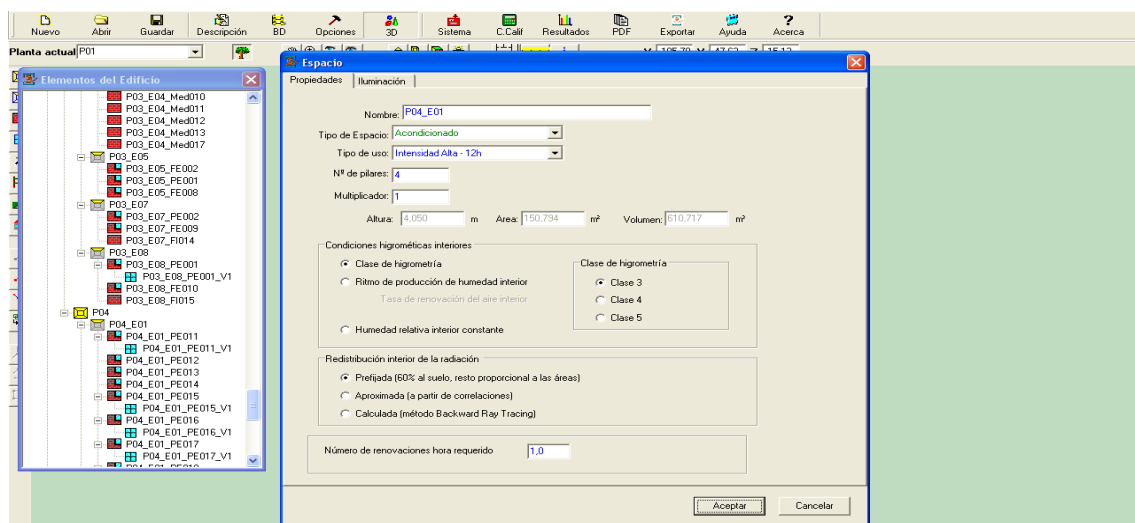 Nuevo Abrir Guardar Descripción BD Opciones 3D Sistema C.Calif Resultados PDF Exportar Ayuda Acerca
Planta actual P01
Elementos del Edificio
P03_E04_Med010
P03_E04_Med011
P03_E04_Med012
P03_E04_Med013
P03_E04_Med017
P03_E05
P03_E05_FE002
P03_E05_PE001
P03_E05_FE008
P03_E07
P03_E07_PE002
P03_E07_FE009
P03_E07_FI014
P03_E08
P03_E08_PE001
P03_E08_PE001_V1
P03_E08_FE010
P03_E08_FI015
P04
P04_E01
P04_E01_PE011
P04_E01_PE011_V1
P04_E01_PE012
P04_E01_PE013
P04_E01_PE014
P04_E01_PE015
P04_E01_PE015_V1
P04_E01_PE016
P04_E01_PE016_V1
P04_E01_PE017
P04_E01_PE017_V1
Espacio
Propiedades Iluminación
Nombre: P04_E01
Tipo de Espacio: Acondicionado
Tipo de uso: Intensidad Alta - 12h
Nº de pilares: 4
Multiplicador: 1
Altura: 4,050 m Area: 150,794 m² Volumen: 610,717 m³
Condiciones higrométicas interiores
Clase de higrometría
Ritmo de producción de humedad interior
Tasa de renovación del aire interior
Humedad relativa interior constante
Clase de higrometría
Clase 3
Clase 4
Clase 5
Redistribución interior de la radiación
Prefijada (60% al suelo, resto proporcional a las áreas)
Aproximada (a partir de correlaciones)
Calculada (método Backward Ray Tracing)
Número de renovaciones hora requerido 1,0
Aceptar Cancelar